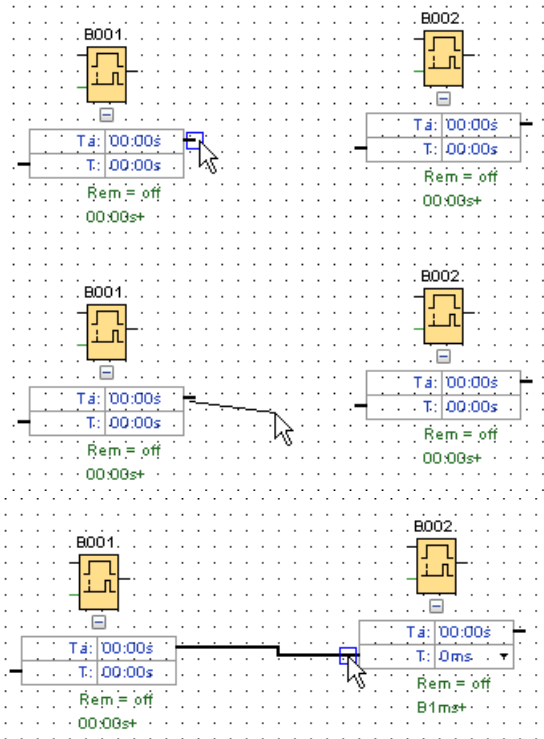 B001
B002
Ta: 00:00s
T: 00:00s
Rem = off
00:00s+
Ta: 00:00s
T: 00:00s
Rem = off
00:00s+
B001
B002
Ta: 00:00s
T: 00:00s
Rem = off
00:00s+
Ta: 00:00s
T: 00:00s
Rem = off
00:00s+
B001
B002
Ta: 00:00s
T: 00:00s
Rem = off
00:00s+
Ta: 00:00s
T: 0ms
Rem = off
B1ms+